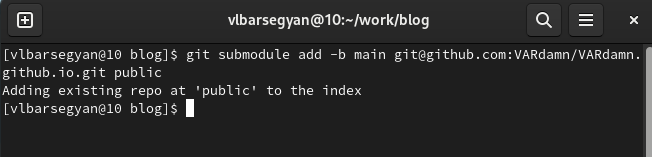 vlbarsegyan@10:~/work/blog
[vlbarsegyan@10 blog]$ git submodule add -b main git@github.com:VARdamn/VARdamn.
github.io.git public
Adding existing repo at 'public' to the index
[vlbarsegyan@10 blog]$